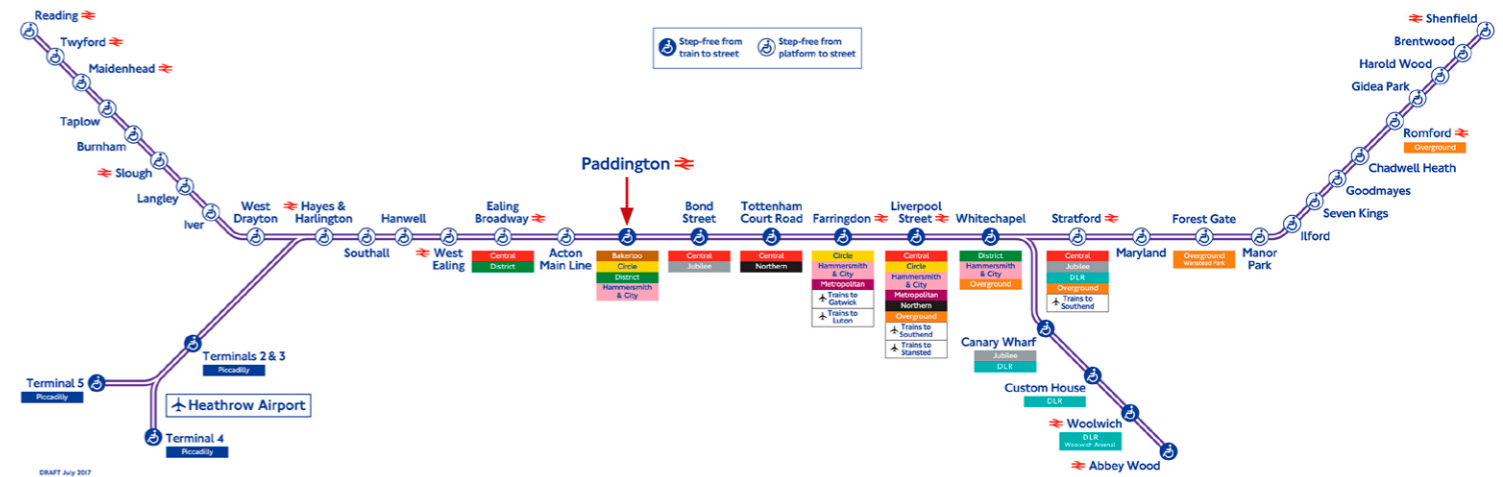 Reading
Twyford
Maidenhead
Taplow
Burnham
Slough
Langley
Iver
West
Drayton
Hayes &
Harlington
Southall
Hanwell
West
Ealing
Ealing
Broadway
Central
District
Acton
Main Line
Paddington
Bakerloo
Circle
District
Hammersmith
& City
Step-free from
train to street
Step-free from
platform to street
Bond
Street
Central
Jubilee
Tottenham
Court Road
Central
Northern
Farringdon
Circle
Hammersmith
& City
Metropolitan
Trains to
Gatwick
Trains to
Luton
Liverpool
Street
Central
Circle
Hammersmith
& City
Metropolitan
Northern
Overground
Trains to
Southend
Trains to
Stansted
Whitechapel
District
Hammersmith
& City
Overground
Stratford
Central
Jubilee
DLR
Overground
Trains to
Southend
Maryland
Forest Gate
Overground
Wanstead Park
Manor
Park
Ilford
Seven Kings
Goodmayes
Chadwell Heath
Romford
Overground
Gidea Park
Harold Wood
Brentwood
Shenfield
Canary Wharf
Jubilee
DLR
Custom House
DLR
Woolwich
DLR
Woolwich Arsenal
Abbey Wood
Terminals 2 & 3
Piccadilly
Terminal 5
Piccadilly
Heathrow Airport
Terminal 4
Piccadilly
DRAFT July 2017